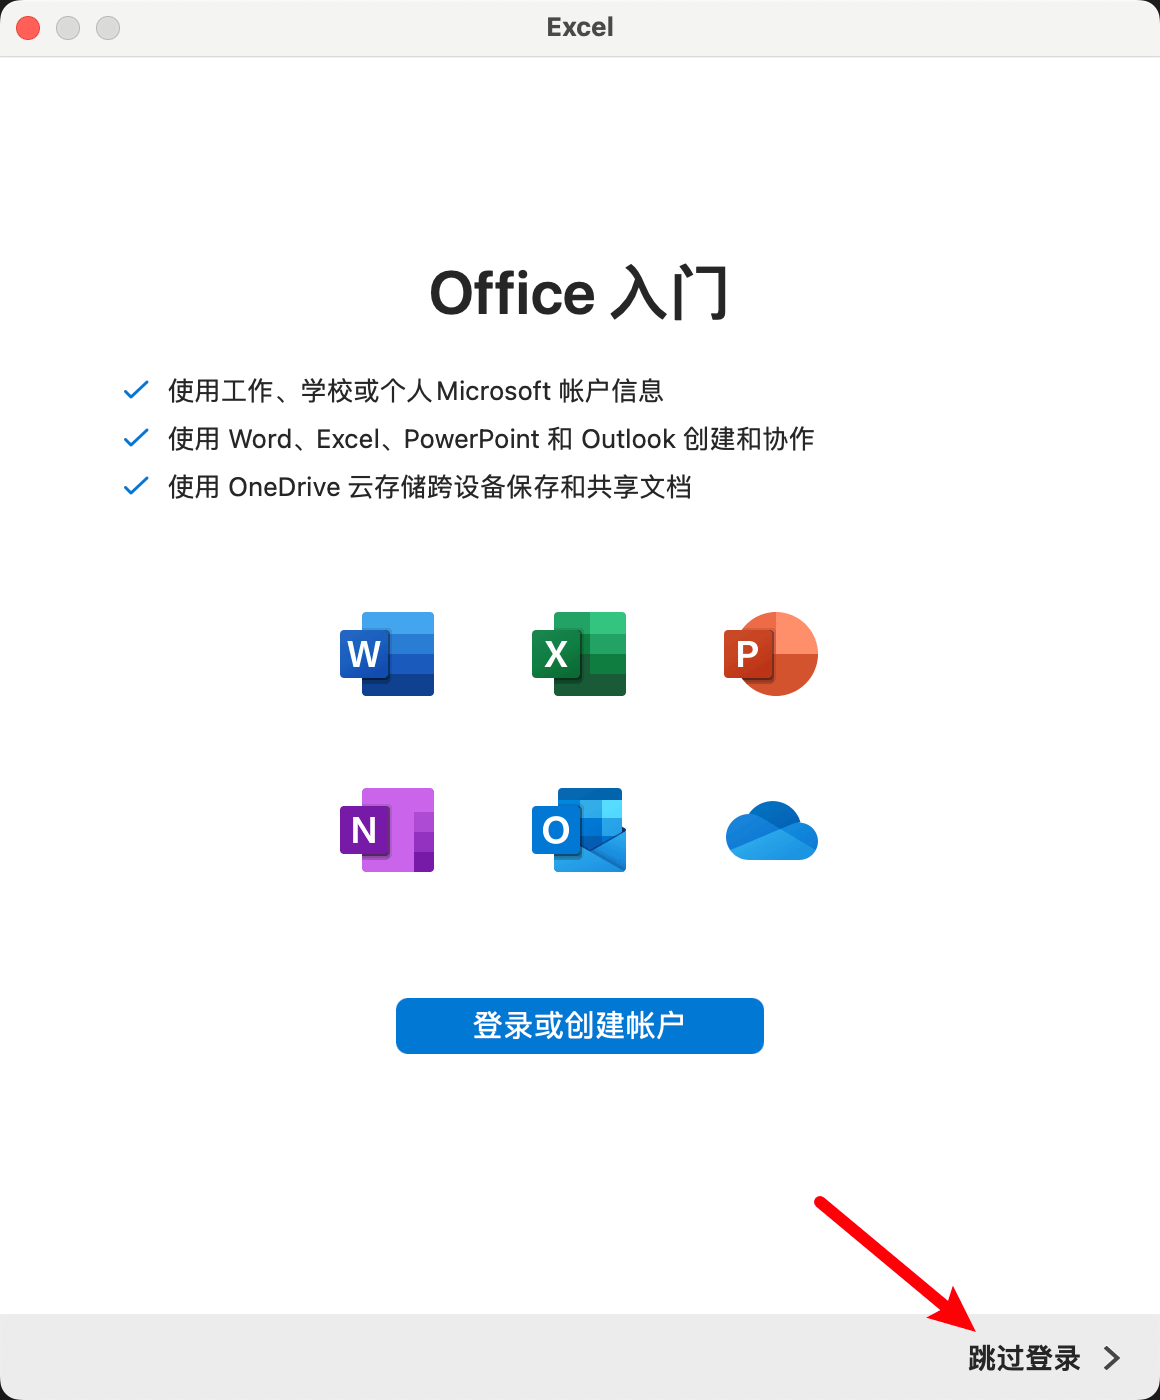 Excel
Office 入门
使用工作、学校或个人Microsoft 帐户信息
使用 Word、Excel、PowerPoint 和 Outlook 创建和协作
使用 OneDrive 云存储跨设备保存和共享文档
W
X
P
N
O
登录或创建帐户
跳过登录